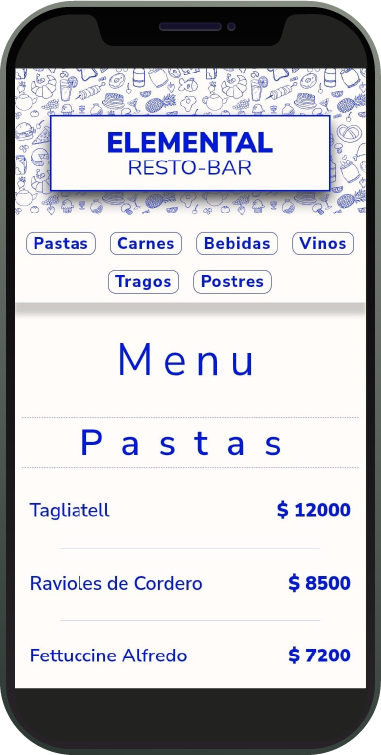 ELEMENTAL
RESTO-BAR
Pastas Carnes Bebidas Vinos
Tragos Postres
Menu
Pastas
Tagliatell $ 12000
Ravioles de Cordero $ 8500
Fettuccine Alfredo $ 7200